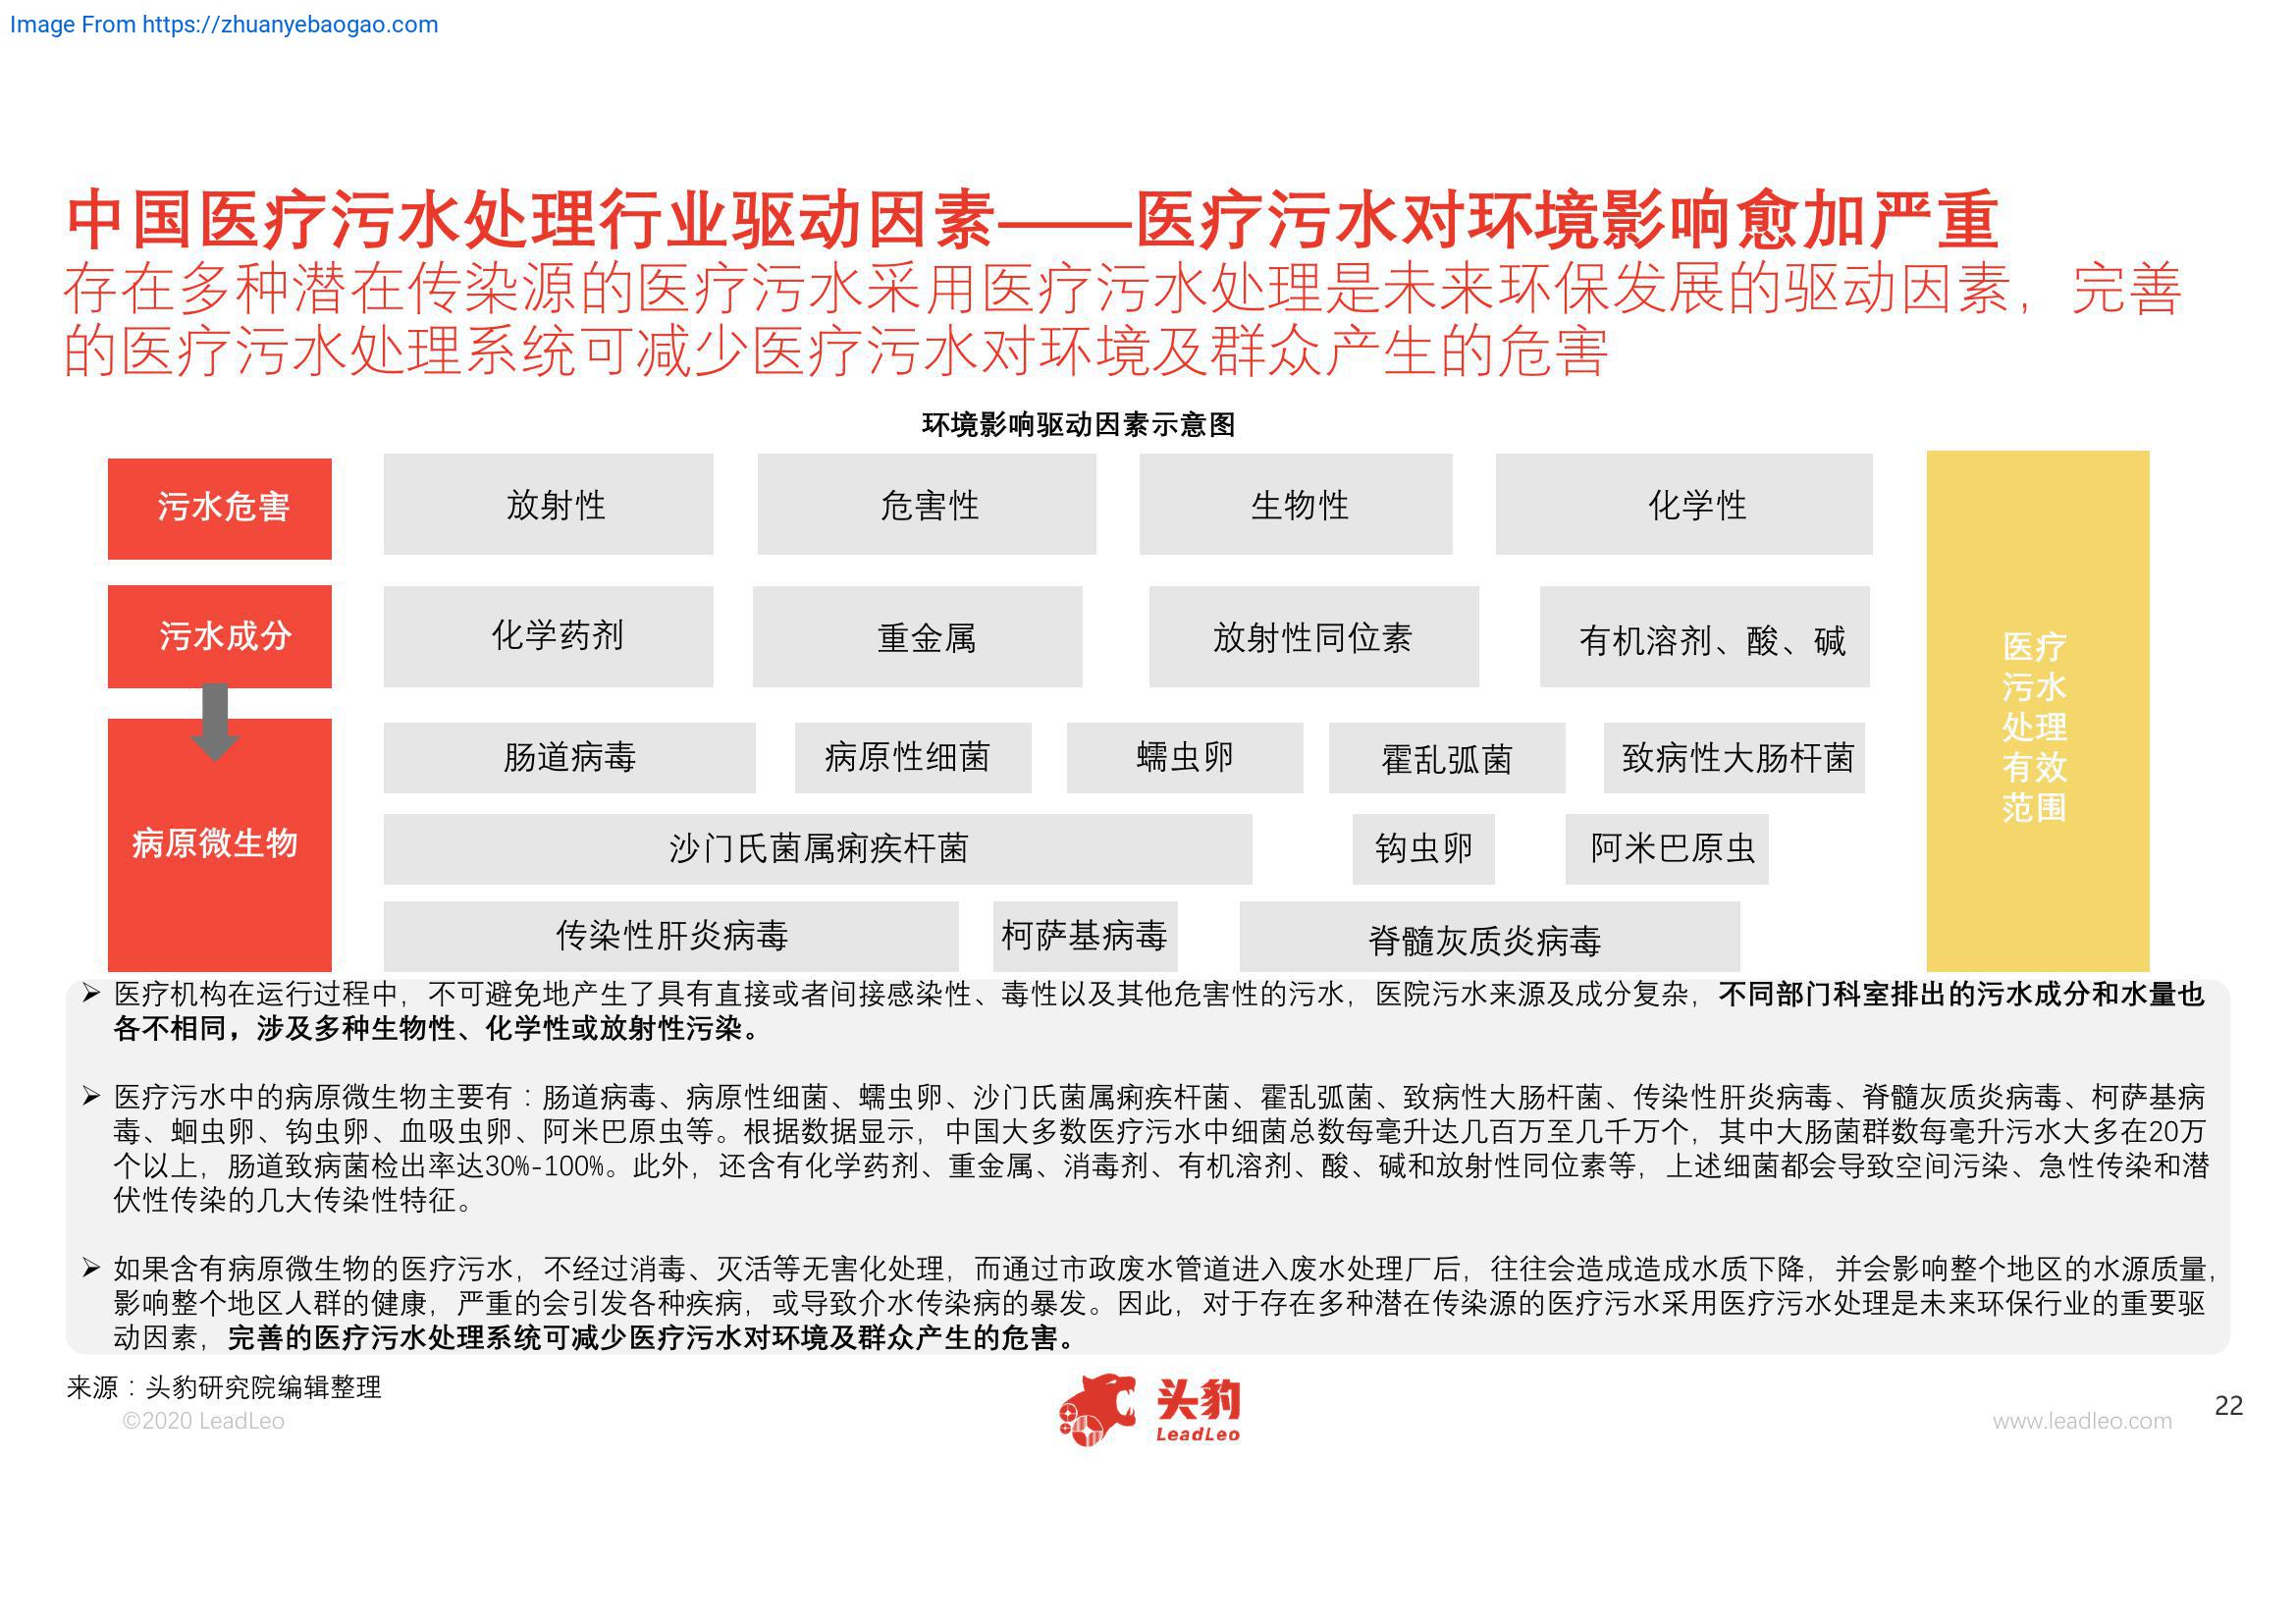 Image From https://zhuanyebaogao.com
中国医疗污水处理行业驱动因素——医疗污水对环境影响愈加严重
存在多种潜在传染源的医疗污水采用医疗污水处理是未来环保发展的驱动因素，完善
的医疗污水处理系统可减少医疗污水对环境及群众产生的危害
环境影响驱动因素示意图
污水危害
放射性
危害性
生物性
化学性
污水成分
化学药剂
重金属
放射性同位素
有机溶剂、酸、碱
病原微生物
肠道病毒
病原性细菌
蠕虫卵
霍乱弧菌
致病性大肠杆菌
沙门氏菌属痢疾杆菌
钩虫卵
阿米巴原虫
传染性肝炎病毒
柯萨基病毒
脊髓灰质炎病毒
医疗
污水
处理
有效
范围
➢ 医疗机构在运行过程中，不可避免地产生了具有直接或者间接感染性、毒性以及其他危害性的污水，医院污水来源及成分复杂，不同部门科室排出的污水成分和水量也
各不相同，涉及多种生物性、化学性或放射性污染。
➢ 医疗污水中的病原微生物主要有：肠道病毒、病原性细菌、蠕虫卵、沙门氏菌属痢疾杆菌、霍乱弧菌、致病性大肠杆菌、传染性肝炎病毒、脊髓灰质炎病毒、柯萨基病
毒、蛔虫卵、钩虫卵、血吸虫卵、阿米巴原虫等。根据数据显示，中国大多数医疗污水中细菌总数每毫升达几百万至几千万个，其中大肠菌群数每毫升污水大多在20万
个以上，肠道致病菌检出率达30%-100%。此外，还含有化学药剂、重金属、消毒剂、有机溶剂、酸、碱和放射性同位素等，上述细菌都会导致空间污染、急性传染和潜
伏性传染的几大传染性特征。
➢ 如果含有病原微生物的医疗污水，不经过消毒、灭活等无害化处理，而通过市政废水管道进入废水处理厂后，往往会造成造成水质下降，并会影响整个地区的水源质量，
影响整个地区人群的健康，严重的会引发各种疾病，或导致介水传染病的暴发。因此，对于存在多种潜在传染源的医疗污水采用医疗污水处理是未来环保行业的重要驱
动因素，完善的医疗污水处理系统可减少医疗污水对环境及群众产生的危害。
来源：头豹研究院编辑整理
©2020 LeadLeo
头豹
LeadLeo
www.leadleo.com
22